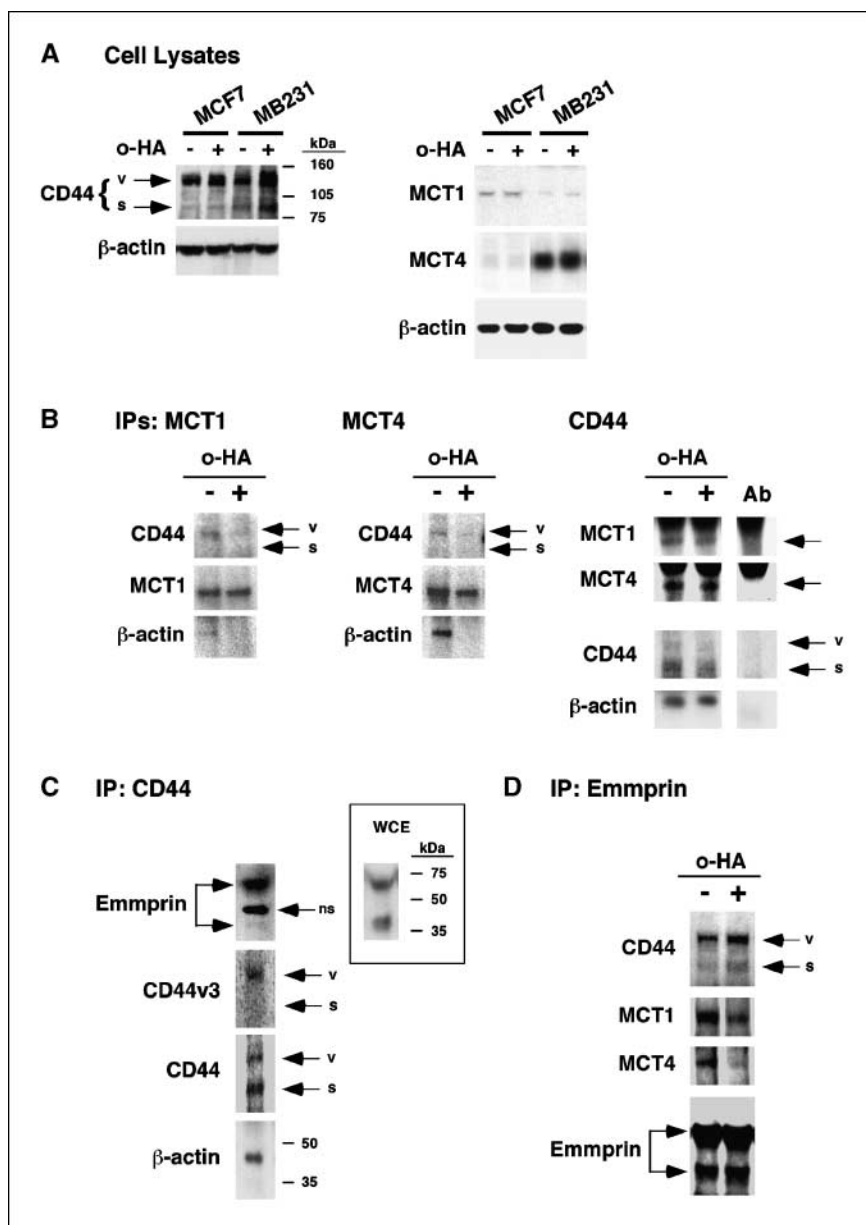 A Cell Lysates
MCF7 MB231
o-HA - + - + kDa
160
CD44 v
105
s
75
β-actin
MCF7 MB231
o-HA - + - +
MCT1
MCT4
β-actin
B IPs: MCT1 MCT4 CD44
o-HA
- +
CD44 v
s
MCT1
β-actin
o-HA
- +
CD44 v
s
MCT4
β-actin
o-HA
- + Ab
MCT1
MCT4
CD44 v
s
β-actin
C IP: CD44
WCE
kDa
75
50
35
Emmprin ns
CD44v3 v
s
CD44 v
s
β-actin 50
35
D IP: Emmprin
o-HA
- +
CD44 v
s
MCT1
MCT4
Emmprin